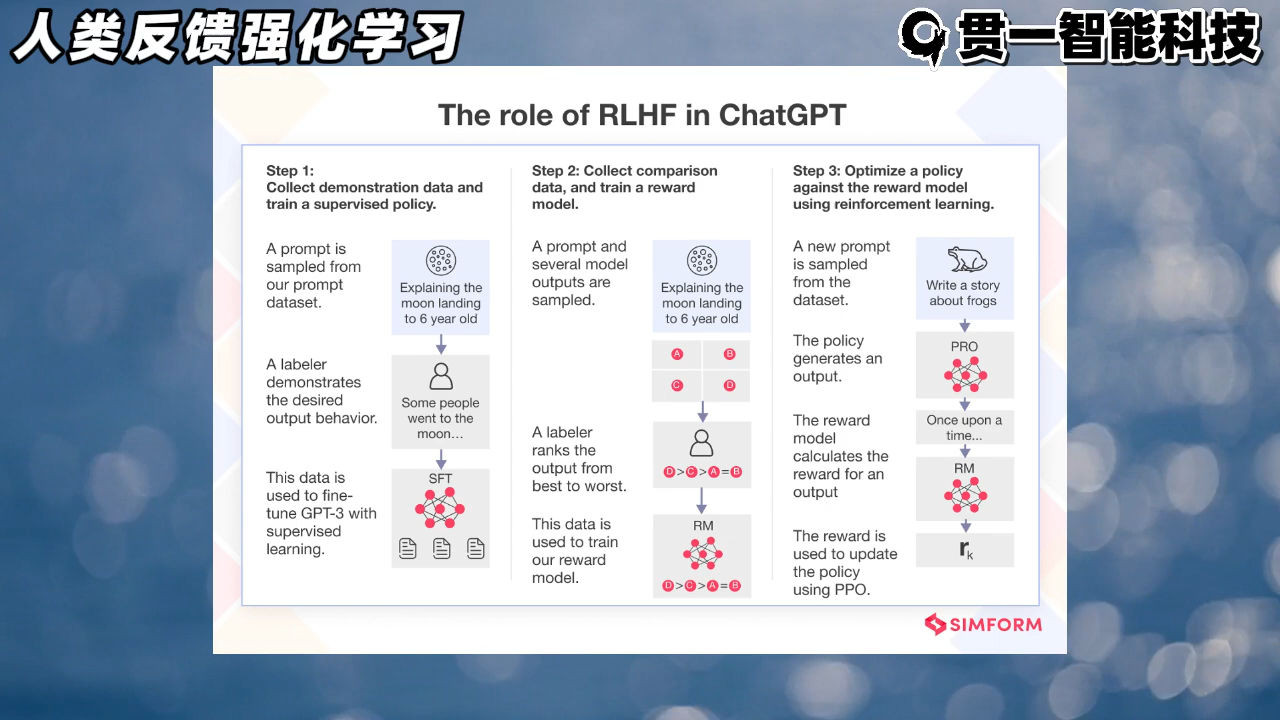 人类反馈强化学习
贯一智能科技
The role of RLHF in ChatGPT
Step 1:
Collect demonstration data and
train a supervised policy.
A prompt is
sampled from
our prompt
dataset.
Explaining the
moon landing
to 6 year old
A labeler
demonstrates
the desired
output behavior.
Some people
went to the
moon...
This data is
used to fine-
tune GPT-3 with
supervised
learning.
SFT
Step 2: Collect comparison
data, and train a reward
model.
A prompt and
several model
outputs are
sampled.
Explaining the
moon landing
to 6 year old
A B
C D
A labeler
ranks the
output from
best to worst.
D>C>A=B
This data is
used to train
our reward
model.
RM
D>C>A=B
Step 3: Optimize a policy
against the reward model
using reinforcement learning.
A new prompt
is sampled
from the
dataset.
Write a story
about frogs
The policy
generates an
output.
PRO
Once upon a
time...
The reward
model
calculates the
reward for an
output
RM
The reward is
used to update
the policy
using PPO.
rk
SIMFORM